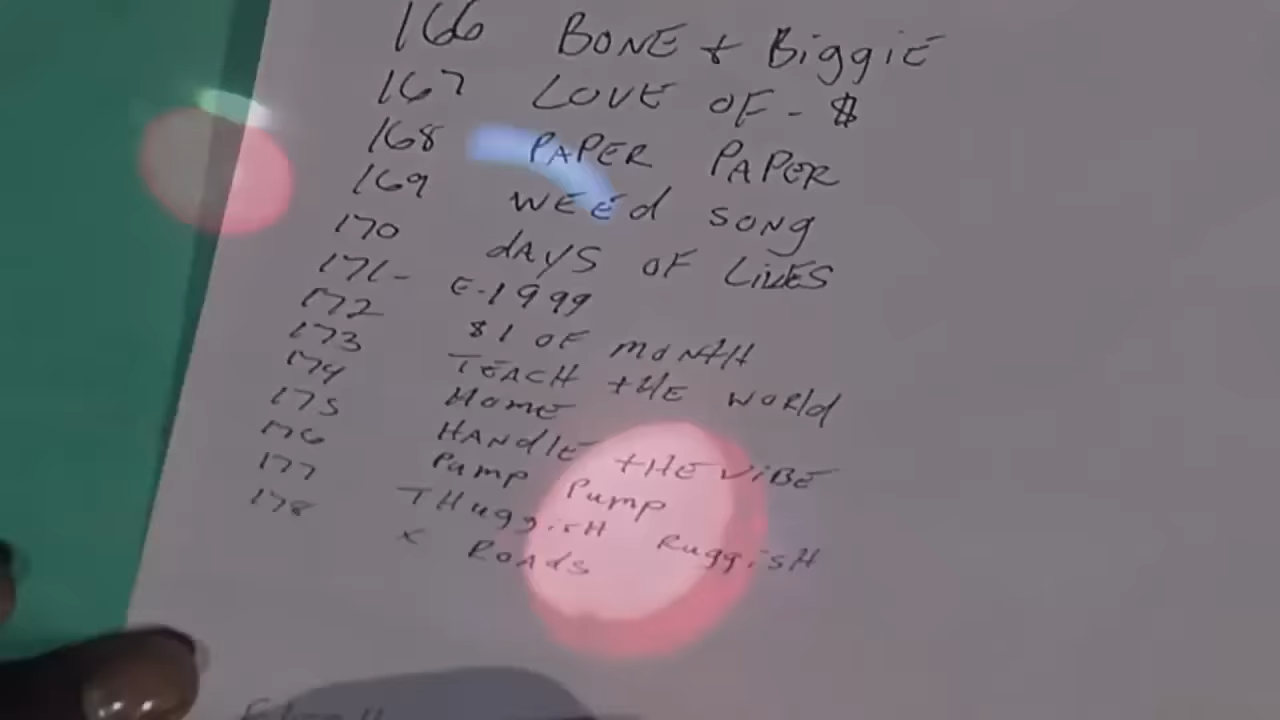 166 BONE + BiggiE
167 LOVE OF - $
168 PAPER PAPER
169 WEEd SONg
170 dAyS OF LiVES
171- E-1999
172 $1 OF MONtH
173 TEACH tHE WORld
174 HOME
175 HANdlE tHE ViBE
176 Pump Pump
177 THuggisH RuggisH
178 X ROAdS